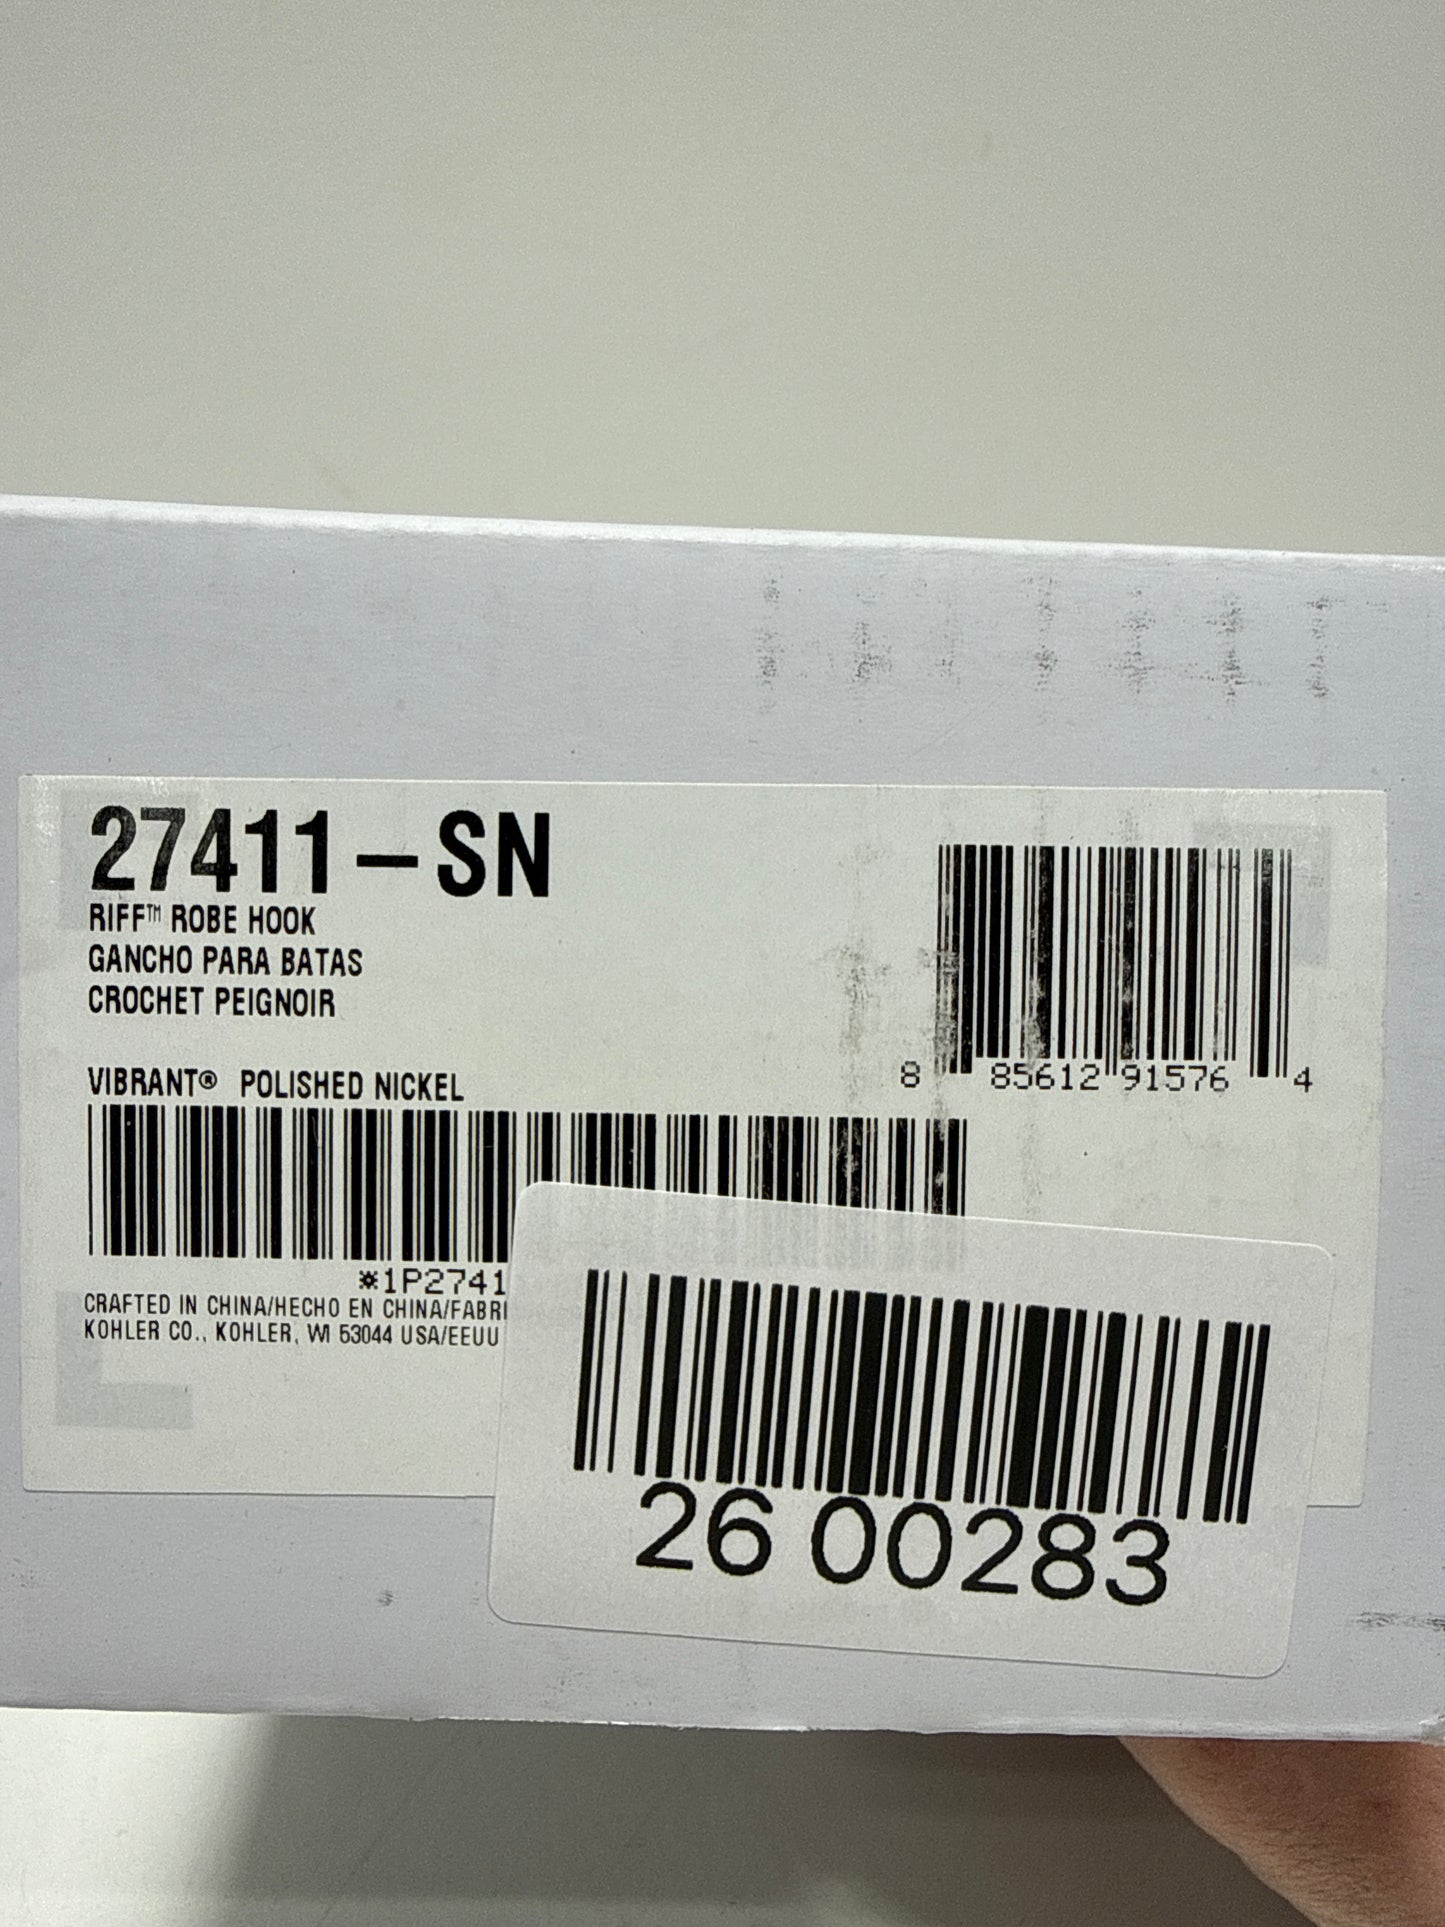 27411-SN
RIFF™ ROBE HOOK
GANCHO PARA BATAS
CROCHET PEIGNOIR
VIBRANT® POLISHED NICKEL
8 85612 91576 4
*1P2741
CRAFTED IN CHINA/HECHO EN CHINA/FABRI
KOHLER CO., KOHLER, WI 53044 USA/EEUU
26 00283